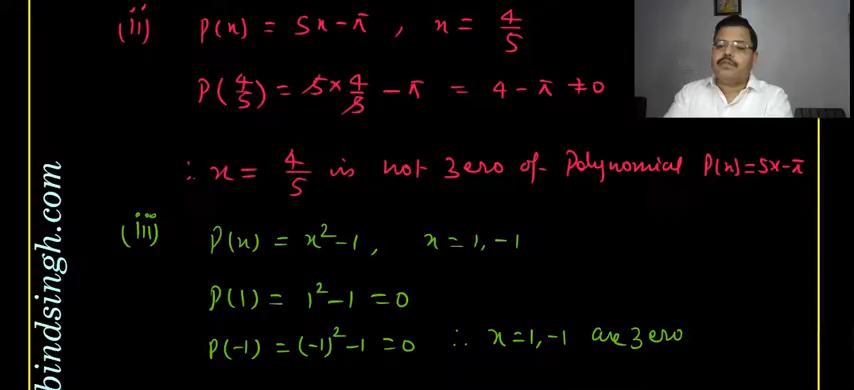 (ii) P(x) = 5x - π , x = 4/5
P(4/5) = 5 × 4/5 - π = 4 - π ≠ 0
∴ x = 4/5 is not zero of Polynomial P(x) = 5x - π
(iii) P(x) = x² - 1, x = 1, -1
P(1) = 1² - 1 = 0
P(-1) = (-1)² - 1 = 0 ∴ x = 1, -1 are zero
bindsingh.com